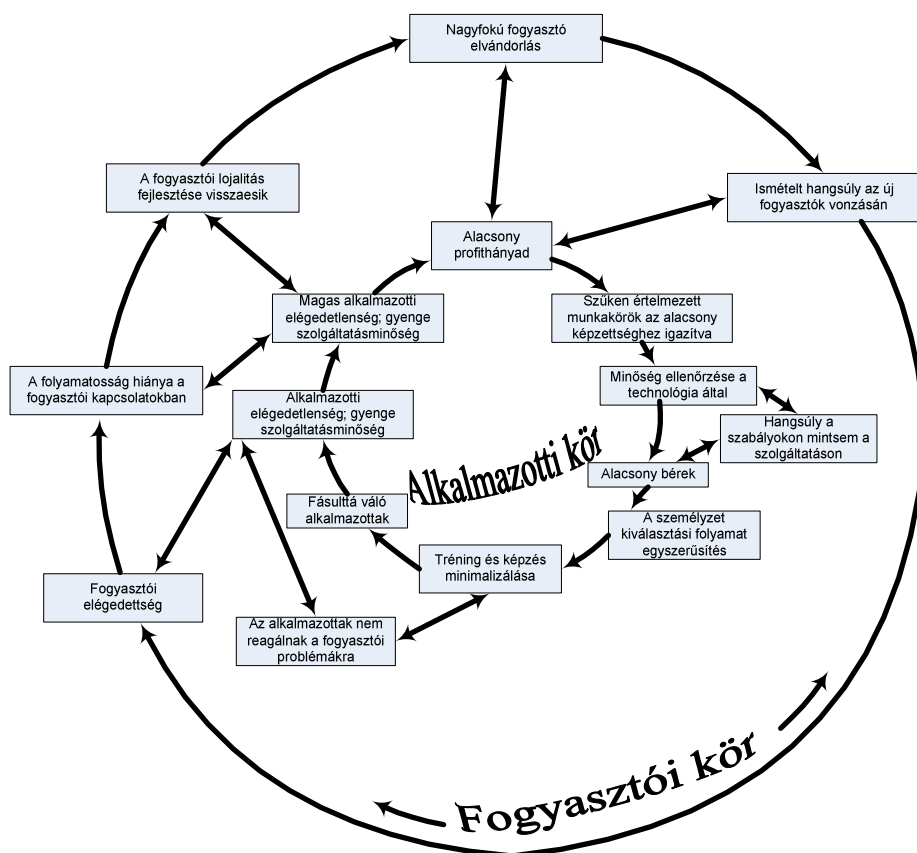 Nagyfokú fogyasztó
elvándorlás
A fogyasztói lojalitás
fejlesztése visszaesik
Ismételt hangsúly az új
fogyasztók vonzásán
Alacsony
profithányad
Magas alkalmazotti
elégedetlenség; gyenge
szolgáltatásminőség
Szűken értelmezett
munkakörök az alacsony
képzettséghez igazítva
A folyamatosság hiánya a
fogyasztói kapcsolatokban
Minőség ellenőrzése a
technológia által
Alkalmazotti
elégedetlenség; gyenge
szolgáltatásminőség
Hangsúly a
szabályokon mintsem a
szolgáltatáson
Alkalmazotti kör
Alacsony bérek
Fásulttá váló
alkalmazottak
A személyzet
kiválasztási folyamat
egyszerűsítés
Tréning és képzés
minimalizálása
Fogyasztói
elégedettség
Az alkalmazottak nem
reagálnak a fogyasztói
problémákra
Fogyasztói kör